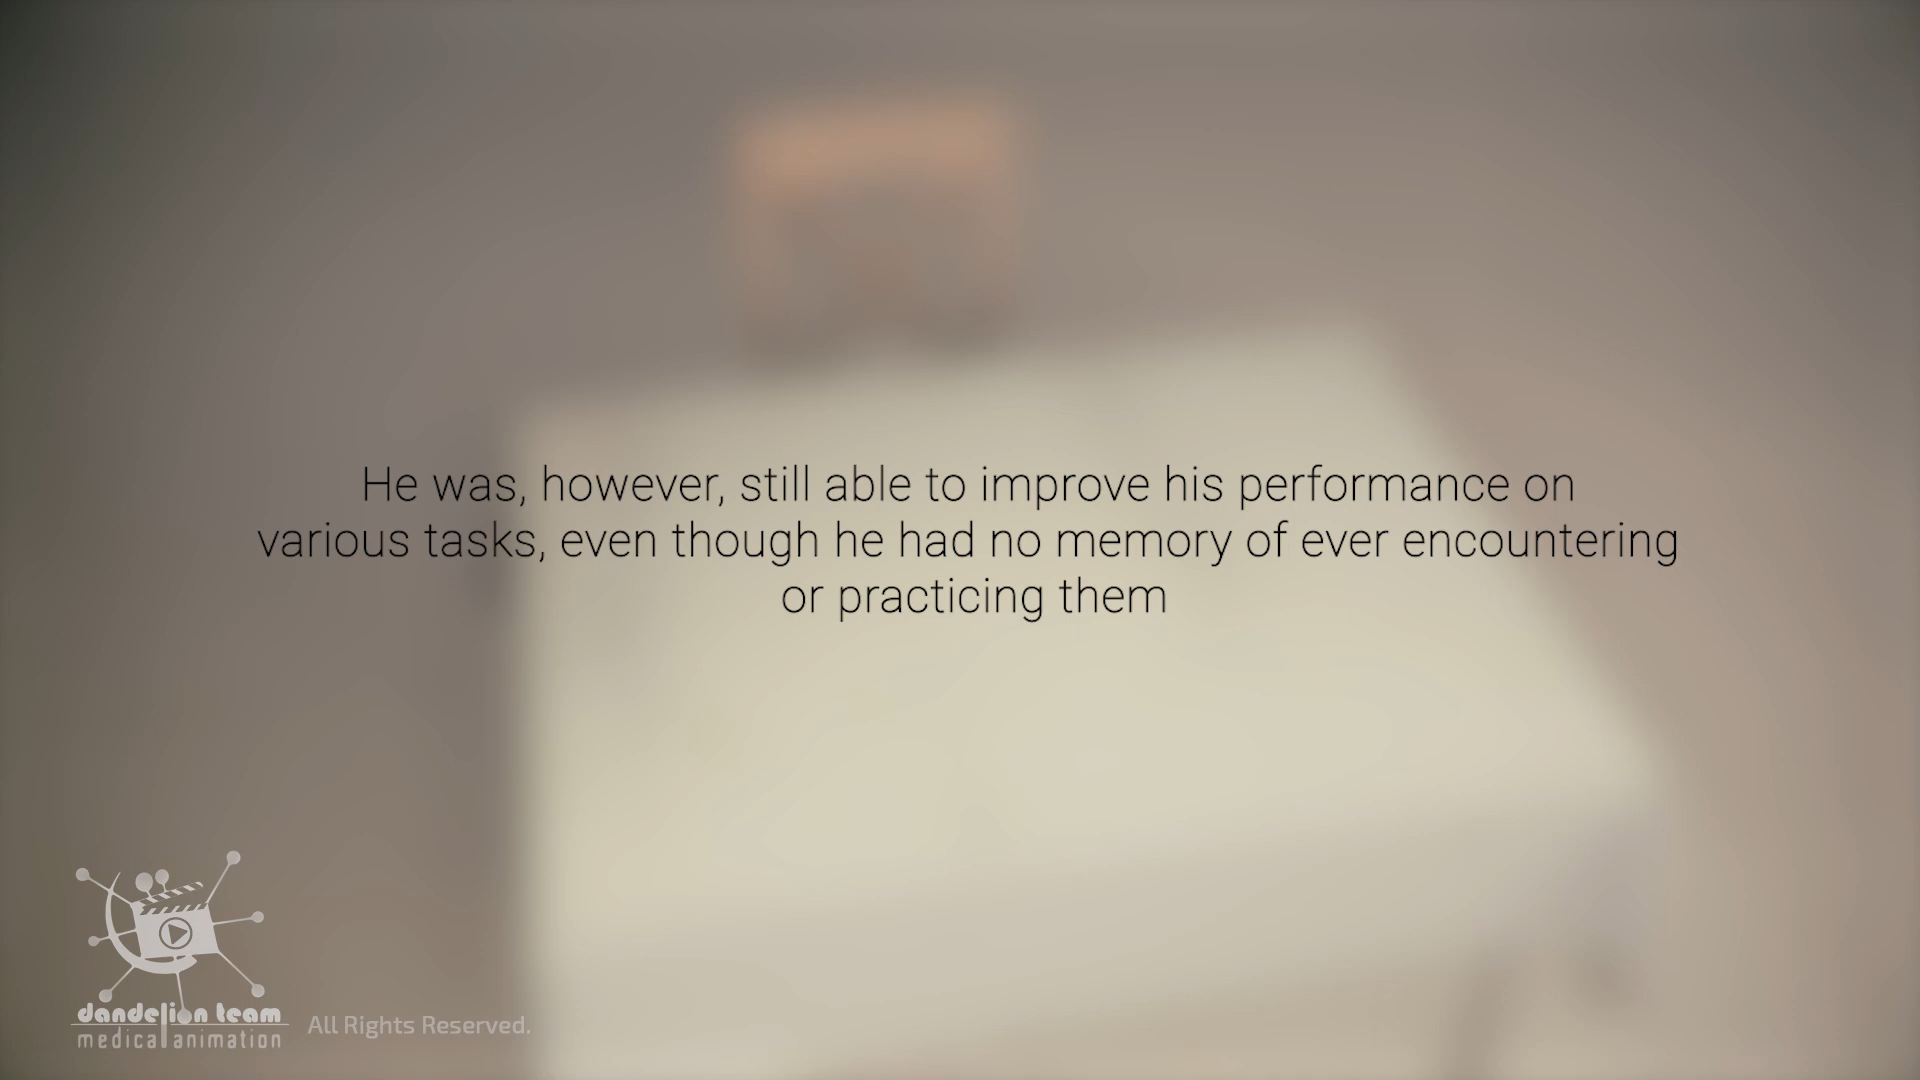 He was, however, still able to improve his performance on
various tasks, even though he had no memory of ever encountering
or practicing them
dandelion team
medical animation
All Rights Reserved.